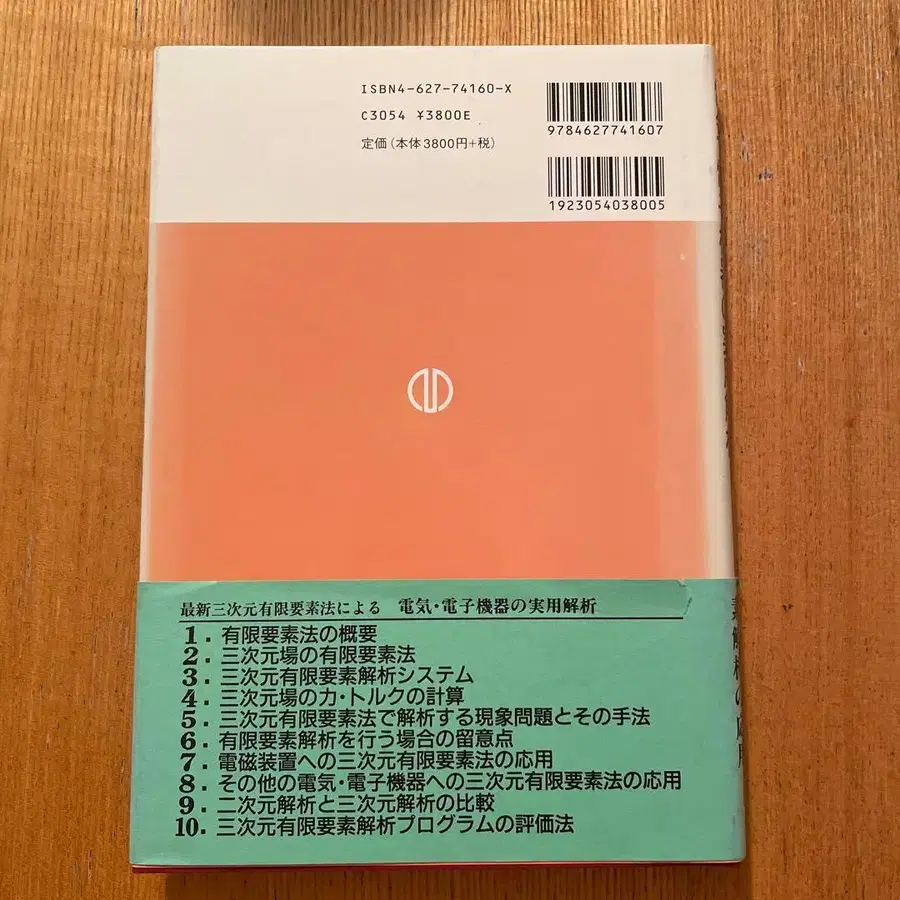 ISBN4-627-74160-X
C3054 ¥3800E
定価(本体3800円+税)
9784627741607
1923054038005
最新三次元有限要素法による 電気・電子機器の実用解析
1. 有限要素法の概要
2. 三次元場の有限要素法
3. 三次元有限要素解析システム
4. 三次元場の力・トルクの計算
5. 三次元有限要素法で解析する現象問題とその手法
6. 有限要素解析を行う場合の留意点
7. 電磁装置への三次元有限要素法の応用
8. その他の電気・電子機器への三次元有限要素法の応用
9. 二次元解析と三次元解析の比較
10. 三次元有限要素解析プログラムの評価法